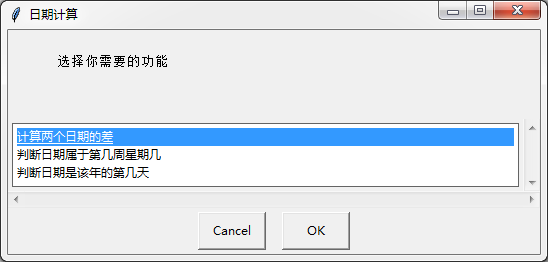 日期计算
选择你需要的功能
计算两个日期的差
判断日期属于第几周星期几
判断日期是该年的第几天
Cancel OK